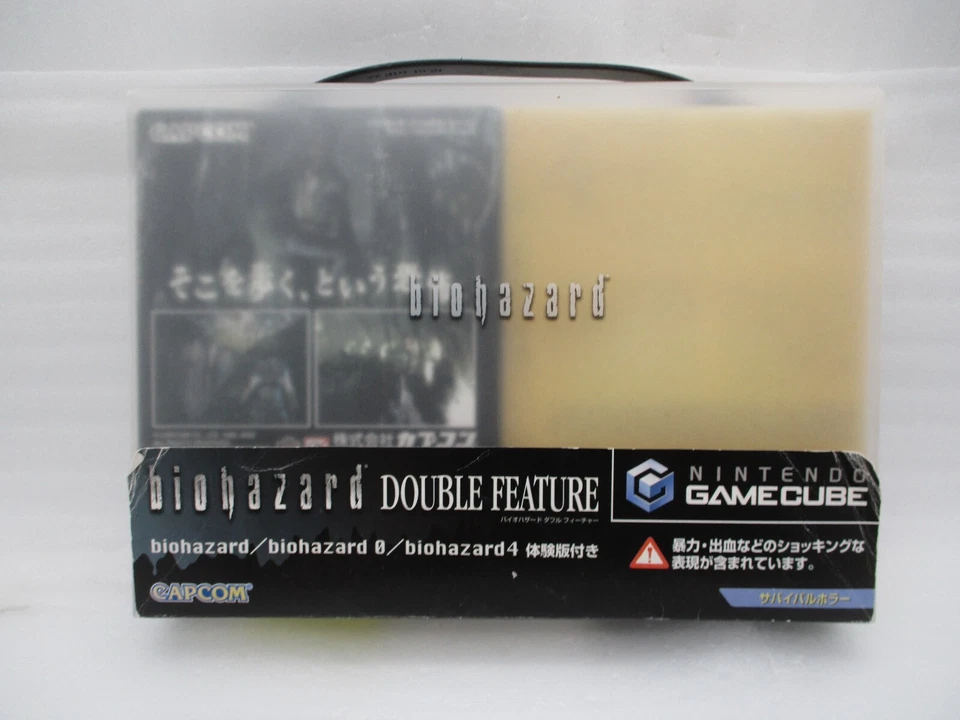 CAPCOM
そこを歩く、という恐怖。
biohazard
株式会社カプコン
biohazard DOUBLE FEATURE
バイオハザード ダブル フィーチャー
NINTENDO
GAMECUBE
biohazard/biohazard 0/biohazard4 体験版付き
暴力・出血などのショッキングな
表現が含まれています。
CAPCOM
サバイバルホラー